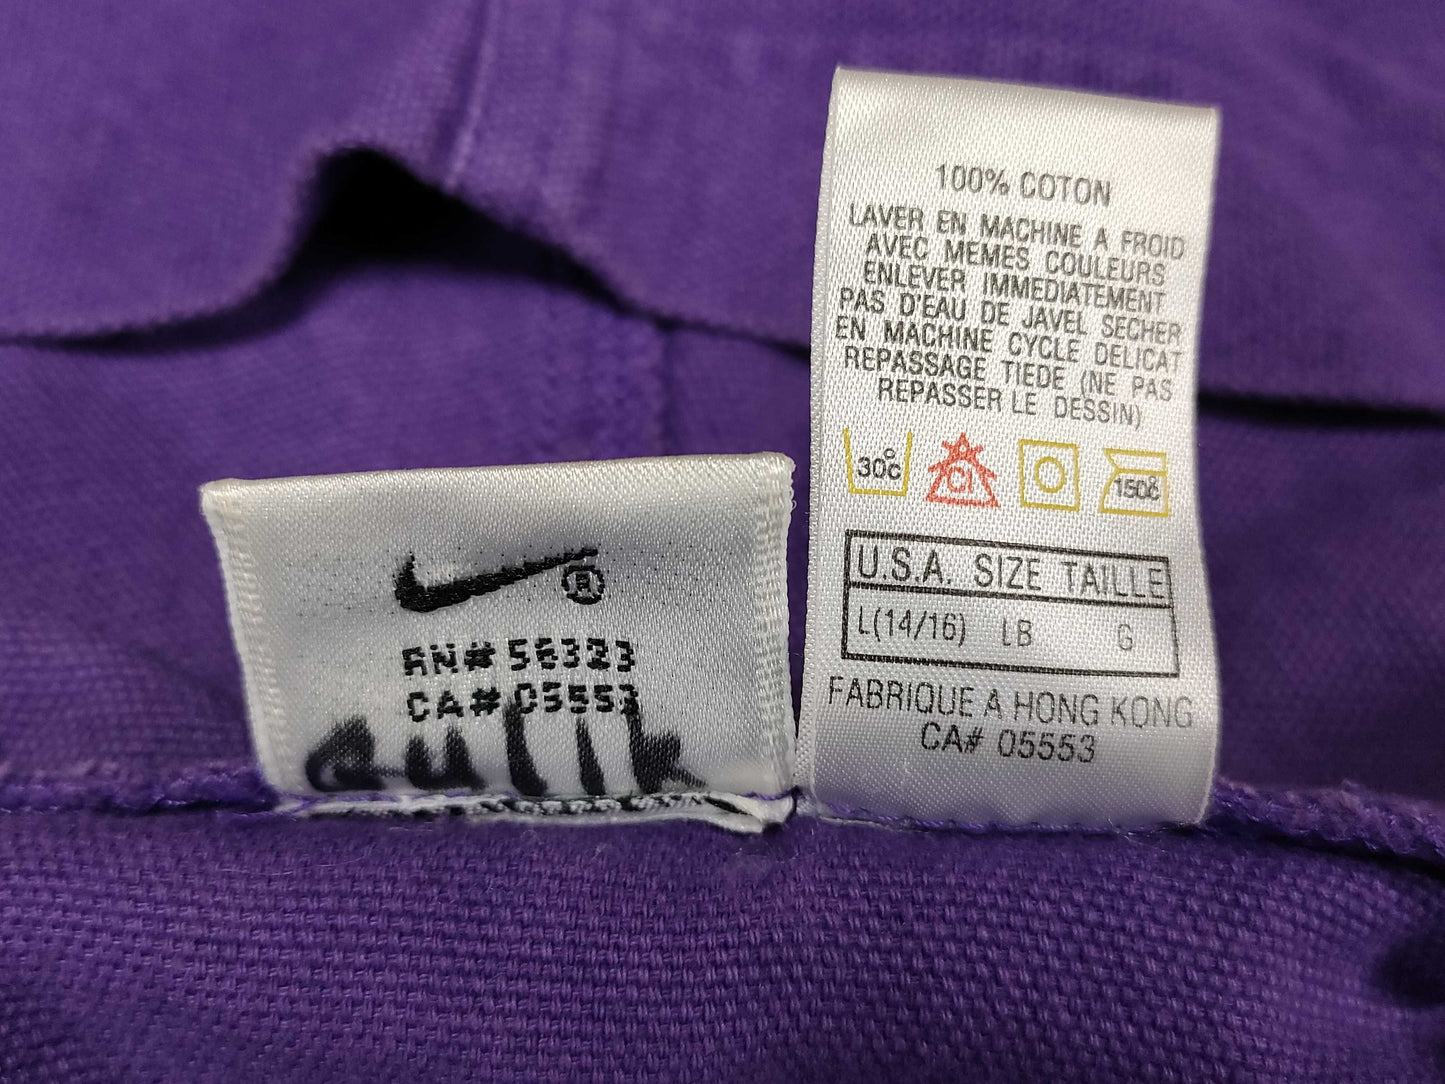 ®
RN# 56323
CA# 05553
100% COTON
LAVER EN MACHINE A FROID
AVEC MEMES COULEURS
ENLEVER IMMEDIATEMENT
PAS D'EAU DE JAVEL SECHER
EN MACHINE CYCLE DELICAT
REPASSAGE TIEDE (NE PAS
REPASSER LE DESSIN)
30°C Cl 150°C
U.S.A. SIZE TAILLE
L(14/16) LB G
FABRIQUE A HONG KONG
CA# 05553